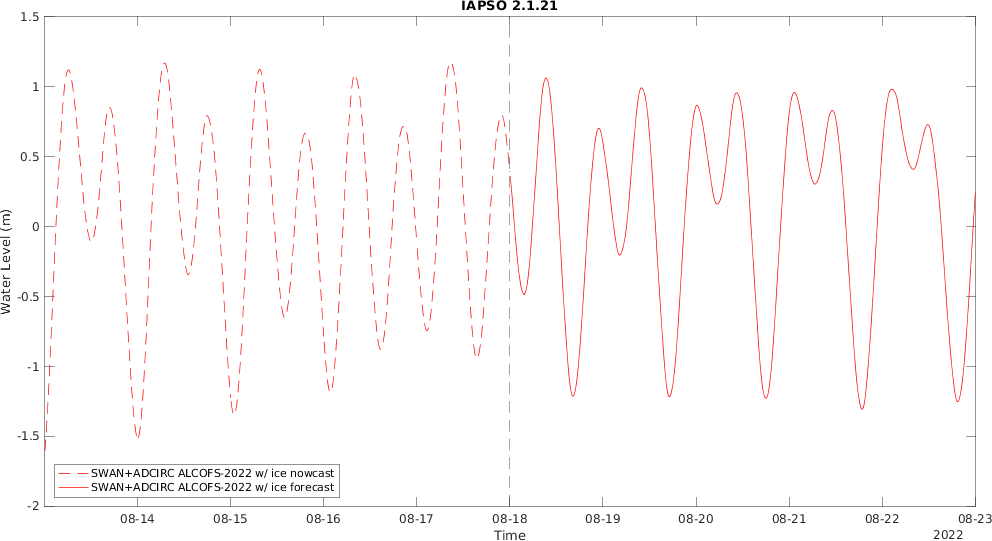 IAPSO 2.1.21
1.5
1
0.5
0
-0.5
-1
-1.5
-2
Water Level (m)
SWAN+ADCIRC ALCOFS-2022 w/ ice nowcast
SWAN+ADCIRC ALCOFS-2022 w/ ice forecast
08-14 08-15 08-16 08-17 08-18 08-19 08-20 08-21 08-22 08-23
Time
2022